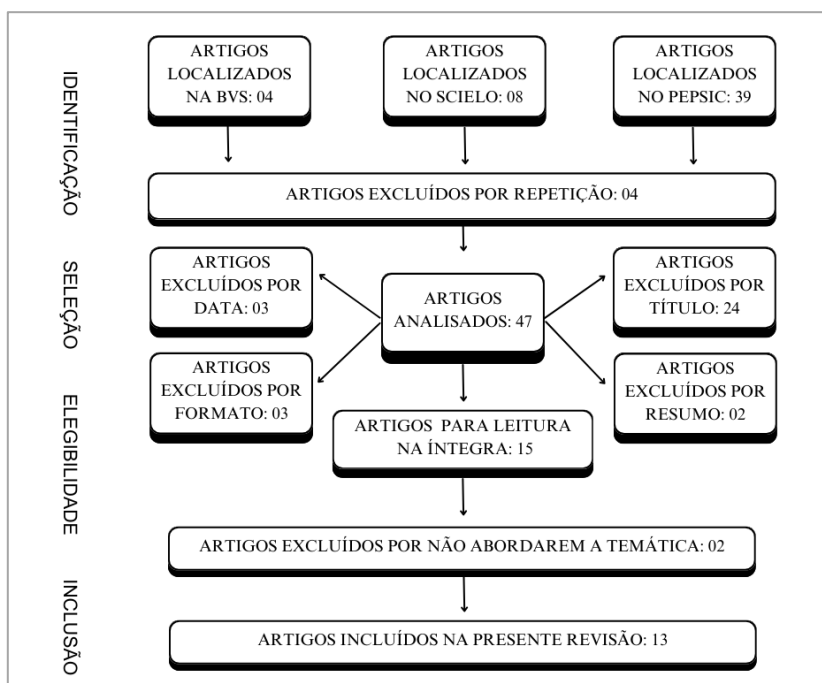 IDENTIFICAÇÃO
ARTIGOS
LOCALIZADOS
NA BVS: 04
ARTIGOS
LOCALIZADOS
NO SCIELO: 08
ARTIGOS
LOCALIZADOS
NO PEPSIC: 39
ARTIGOS EXCLUÍDOS POR REPETIÇÃO: 04
SELEÇÃO
ARTIGOS
EXCLUÍDOS POR
DATA: 03
ARTIGOS
ANALISADOS: 47
ARTIGOS
EXCLUÍDOS POR
TÍTULO: 24
ARTIGOS
EXCLUÍDOS POR
FORMATO: 03
ARTIGOS
EXCLUÍDOS POR
RESUMO: 02
ELEGIBILIDADE
ARTIGOS PARA LEITURA
NA ÍNTEGRA: 15
ARTIGOS EXCLUÍDOS POR NÃO ABORDAREM A TEMÁTICA: 02
INCLUSÃO
ARTIGOS INCLUÍDOS NA PRESENTE REVISÃO: 13